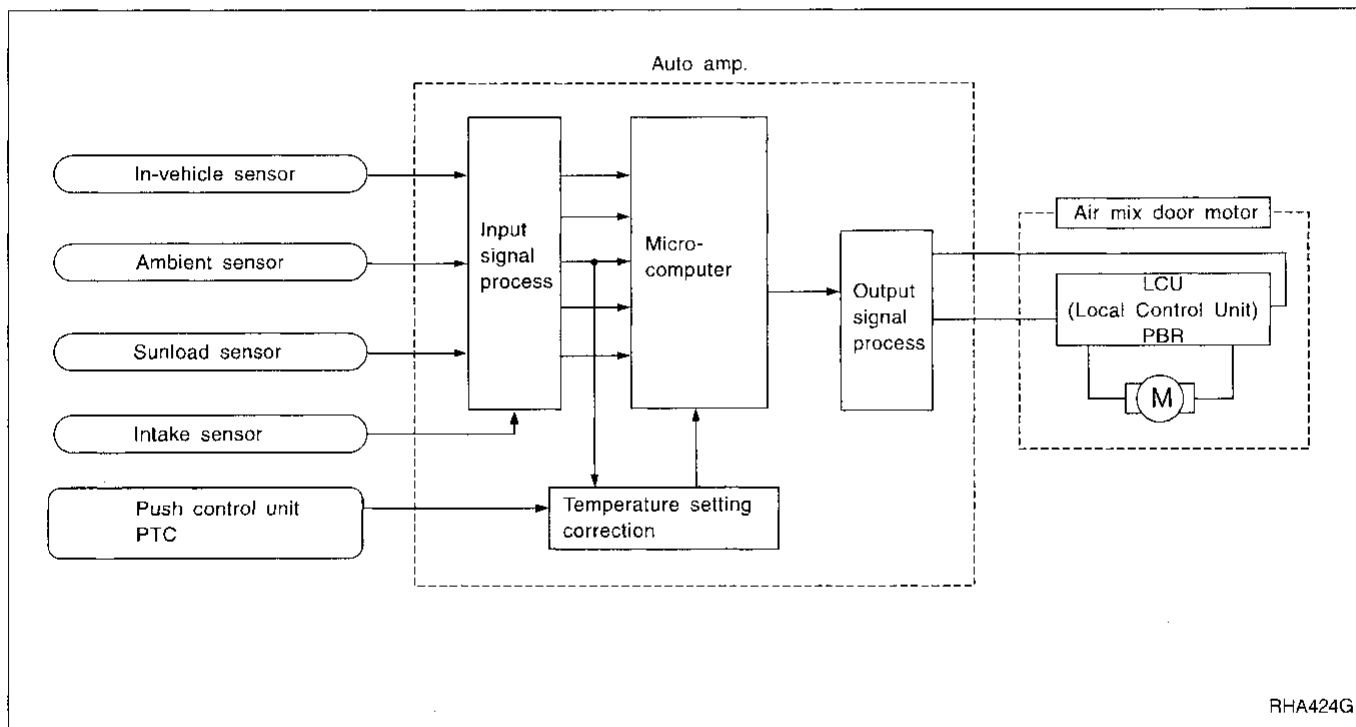 Auto amp.
In-vehicle sensor
Ambient sensor
Sunload sensor
Intake sensor
Push control unit
PTC
Input
signal
process
Micro-
computer
Temperature setting
correction
Output
signal
process
Air mix door motor
LCU
(Local Control Unit)
PBR
M
RHA424G